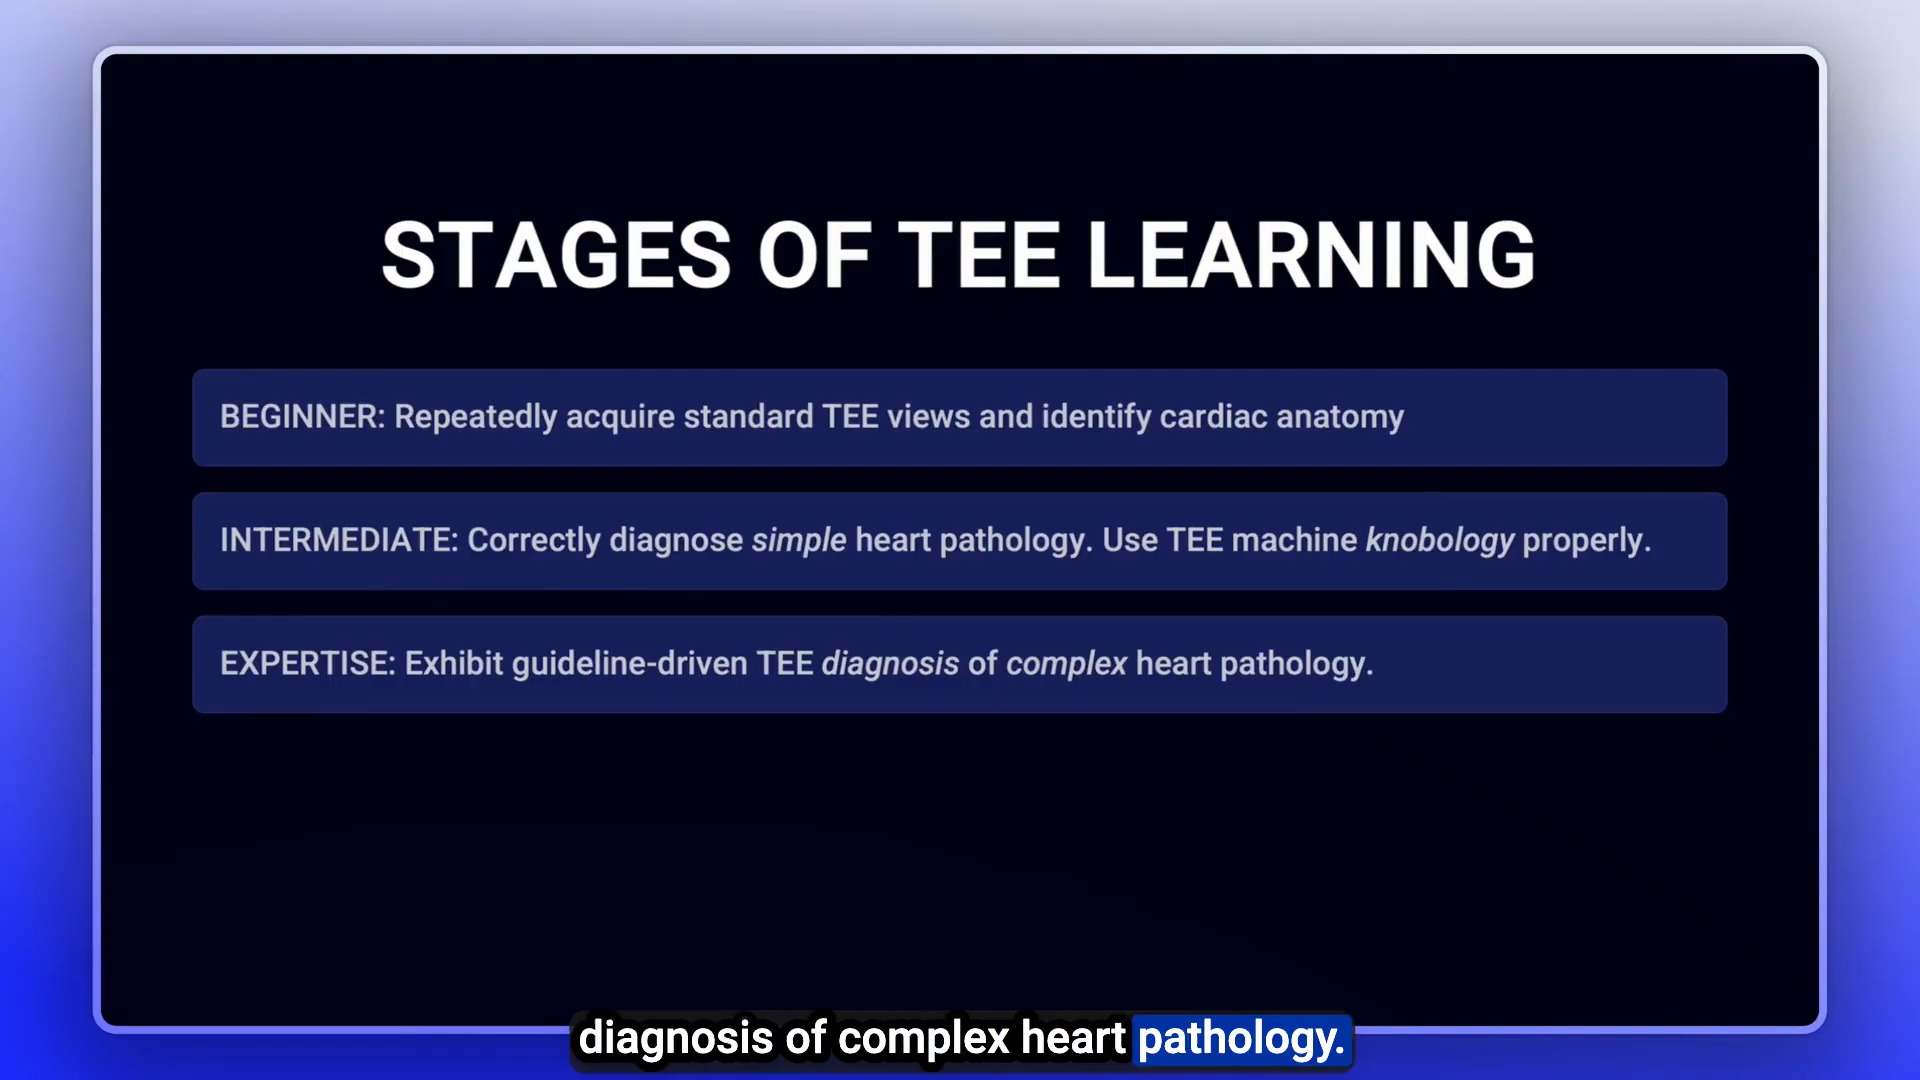 STAGES OF TEE LEARNING
BEGINNER: Repeatedly acquire standard TEE views and identify cardiac anatomy
INTERMEDIATE: Correctly diagnose simple heart pathology. Use TEE machine knobology properly.
EXPERTISE: Exhibit guideline-driven TEE diagnosis of complex heart pathology.
diagnosis of complex heart pathology.